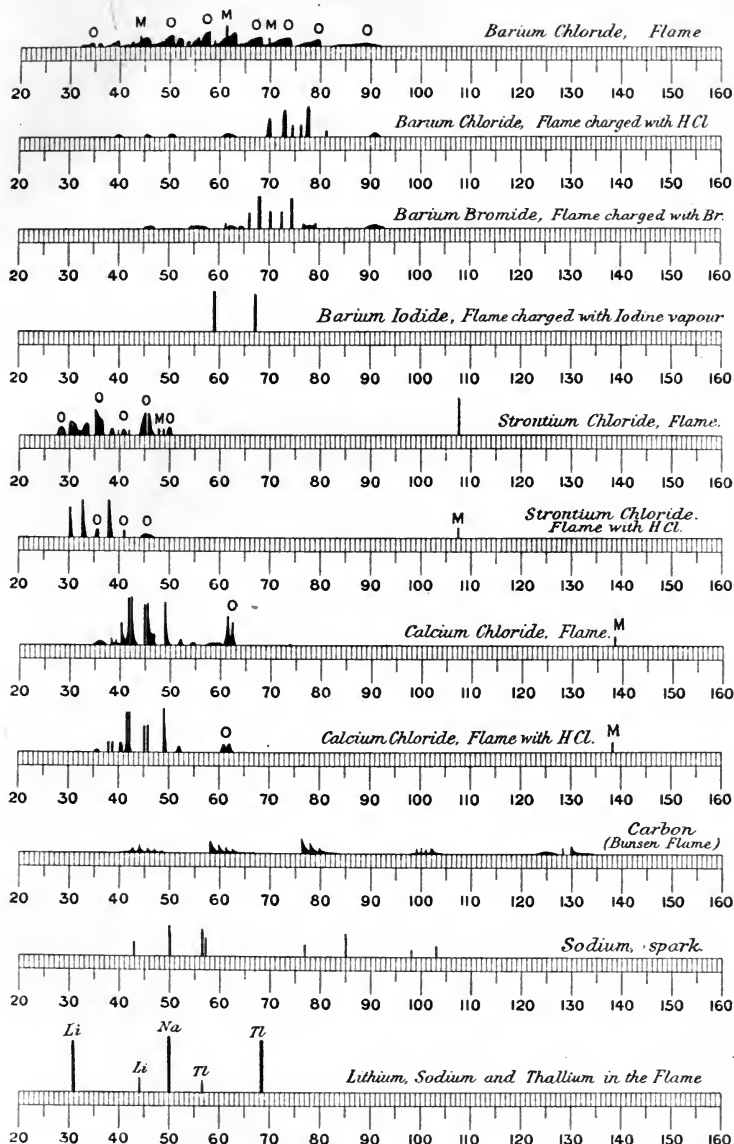 O M O O M O M O O O
Barium Chloride, Flame
20 30 40 50 60 70 80 90 100 110 120 130 140 150 160
Barium Chloride, Flame charged with HCl
20 30 40 50 60 70 80 90 100 110 120 130 140 150 160
Barium Bromide, Flame charged with Br.
20 30 40 50 60 70 80 90 100 110 120 130 140 150 160
Barium Iodide, Flame charged with Iodine vapour
20 30 40 50 60 70 80 90 100 110 120 130 140 150 160
O O O O M O
Strontium Chloride, Flame.
20 30 40 50 60 70 80 90 100 110 120 130 140 150 160
O O O M
Strontium Chloride.
Flame with HCl.
20 30 40 50 60 70 80 90 100 110 120 130 140 150 160
O
Calcium Chloride, Flame. M
20 30 40 50 60 70 80 90 100 110 120 130 140 150 160
O
Calcium Chloride, Flame with HCl. M
20 30 40 50 60 70 80 90 100 110 120 130 140 150 160
Carbon
(Bunsen Flame)
20 30 40 50 60 70 80 90 100 110 120 130 140 150 160
Sodium, spark.
20 30 40 50 60 70 80 90 100 110 120 130 140 150 160
Li Na Tl
Li Tl
Lithium, Sodium and Thallium in the Flame
20 30 40 50 60 70 80 90 100 110 120 130 140 150 160